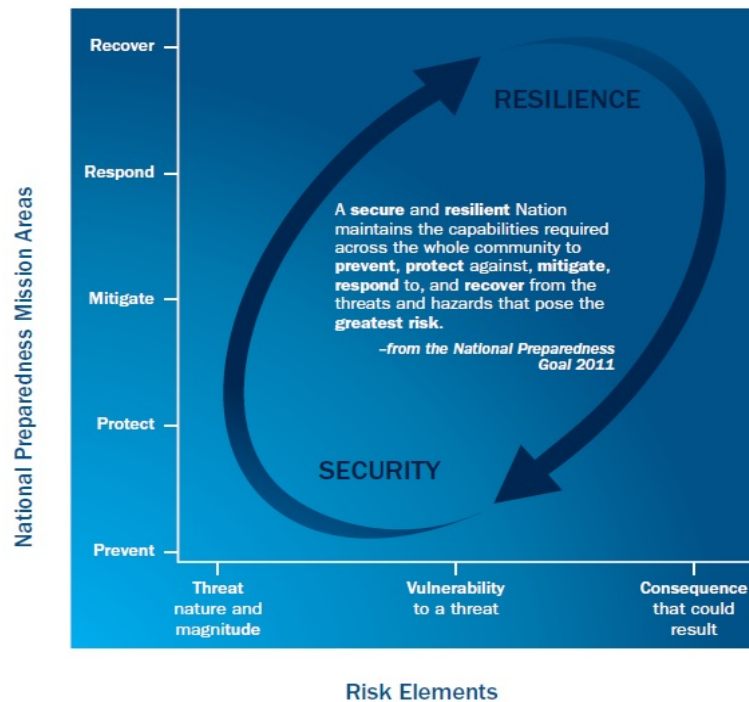 National Preparedness Mission Areas
Recover
Respond
Mitigate
Protect
Prevent
RESILIENCE
A secure and resilient Nation
maintains the capabilities required
across the whole community to
prevent, protect against, mitigate,
respond to, and recover from the
threats and hazards that pose the
greatest risk.
–from the National Preparedness
Goal 2011
SECURITY
Threat
nature and
magnitude
Vulnerability
to a threat
Consequence
that could
result
Risk Elements